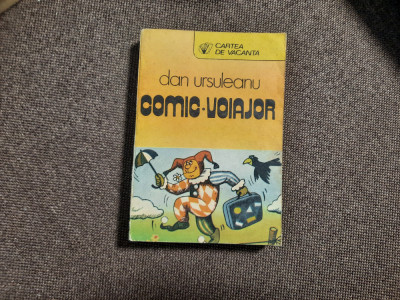 CARTEA
DE VACANȚĂ
dan ursuleanu
COMIC-VOIAJOR